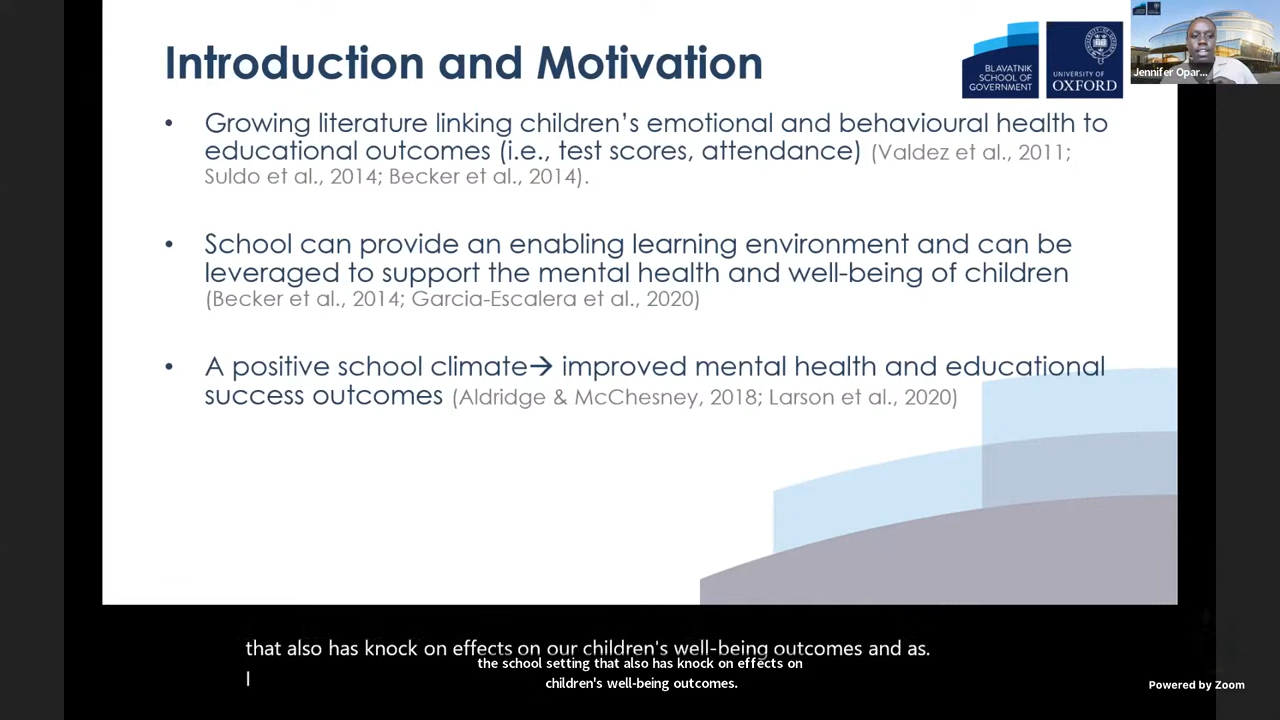 Introduction and Motivation
BLAVATNIK
SCHOOL OF
GOVERNMENT
UNIVERSITY OF
OXFORD
Jennifer Opar...
• Growing literature linking children’s emotional and behavioural health to
educational outcomes (i.e., test scores, attendance) (Valdez et al., 2011;
Suldo et al., 2014; Becker et al., 2014).
• School can provide an enabling learning environment and can be
leveraged to support the mental health and well-being of children
(Becker et al., 2014; Garcia-Escalera et al., 2020)
• A positive school climate→ improved mental health and educational
success outcomes (Aldridge & McChesney, 2018; Larson et al., 2020)
that also has knock on effects on our children's well-being outcomes and as.
I
the school setting that also has knock on effects on
children's well-being outcomes.
Powered by Zoom